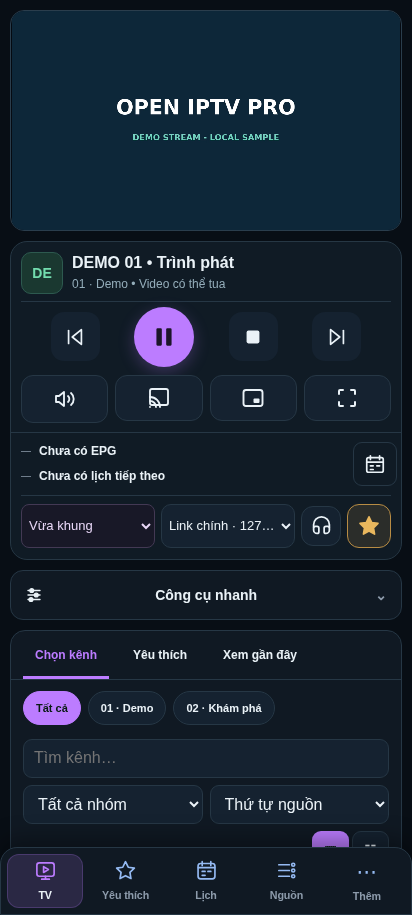 OPEN IPTV PRO
DEMO STREAM - LOCAL SAMPLE
DE
DEMO 01 • Trình phát
01 · Demo • Video có thể tua
— Chưa có EPG
— Chưa có lịch tiếp theo
Vừa khung
Link chính · 127…
Công cụ nhanh
Chọn kênh Yêu thích Xem gần đây
Tất cả 01 · Demo 02 · Khám phá
Tìm kênh…
Tất cả nhóm Thứ tự nguồn
TV Yêu thích Lịch Nguồn Thêm